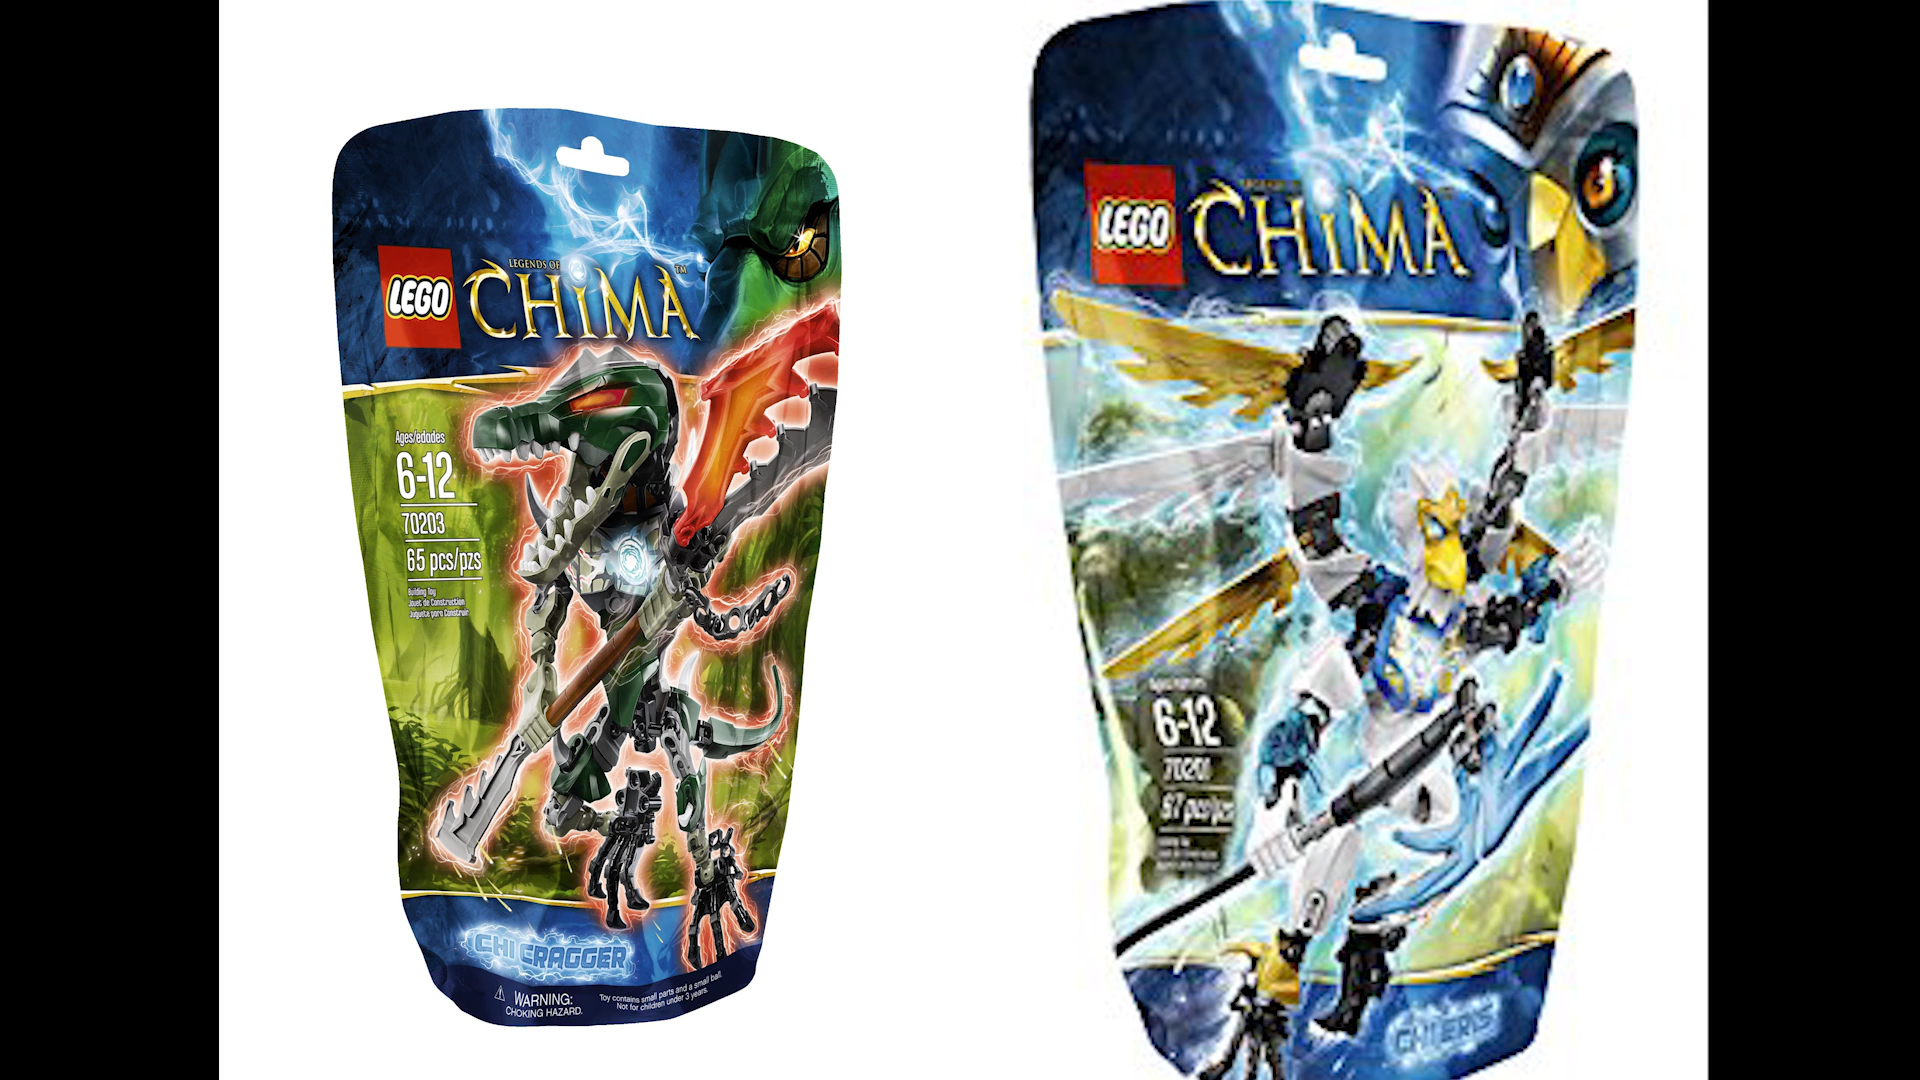 LEGO
LEGENDS OF
CHIMA™
Ages/edades
6-12
70203
65 pcs/pzs
Building Toy
Jouet de Construction
Juguete para Construir
CHI CRAGGER
WARNING:
CHOKING HAZARD.
Toy contains small parts and a small ball.
Not for children under 3 years.
LEGO
CHIMA
6-12
70201
67 pcs/pzs
CHI ERIS